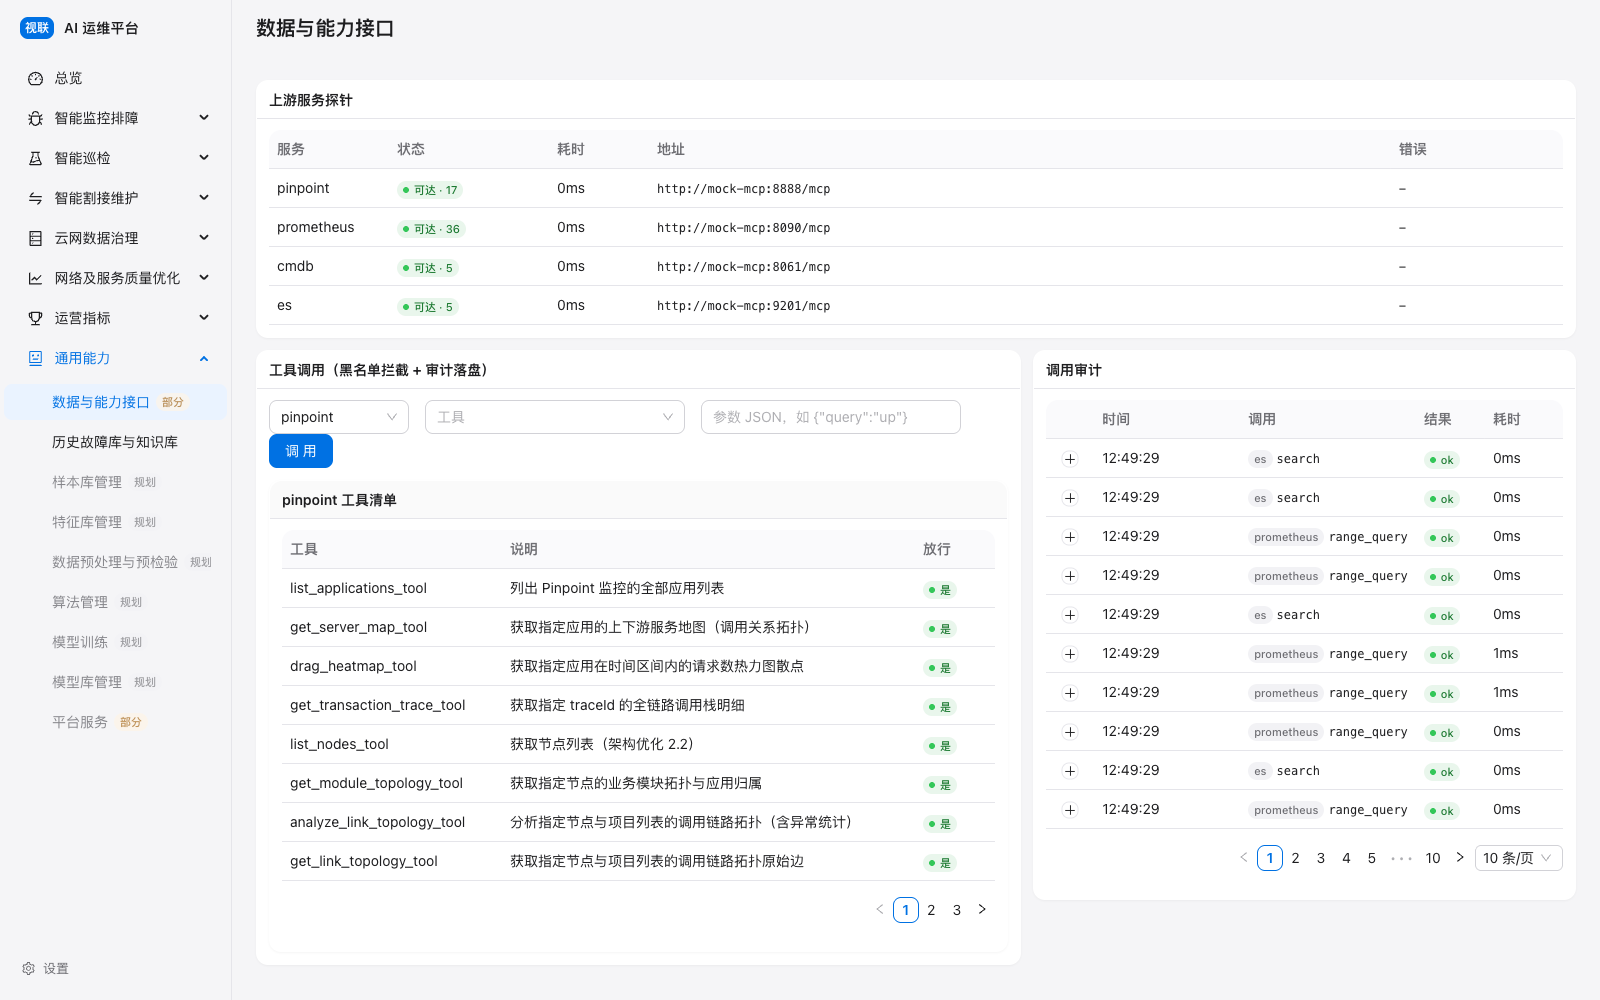 视联 AI 运维平台
总览
智能监控排障
智能巡检
智能割接维护
云网数据治理
网络及服务质量优化
运营指标
通用能力
数据与能力接口 部分
历史故障库与知识库
样本库管理 规划
特征库管理 规划
数据预处理与预检验 规划
算法管理 规划
模型训练 规划
模型库管理 规划
平台服务 部分
设置
数据与能力接口
上游服务探针
服务 状态 耗时 地址 错误
pinpoint 可达 · 17 0ms http://mock-mcp:8888/mcp –
prometheus 可达 · 36 0ms http://mock-mcp:8090/mcp –
cmdb 可达 · 5 0ms http://mock-mcp:8061/mcp –
es 可达 · 5 0ms http://mock-mcp:9201/mcp –
工具调用（黑名单拦截 + 审计落盘）
pinpoint 工具 参数 JSON，如 {"query":"up"}
调 用
pinpoint 工具清单
工具 说明 放行
list_applications_tool 列出 Pinpoint 监控的全部应用列表 是
get_server_map_tool 获取指定应用的上下游服务地图（调用关系拓扑） 是
drag_heatmap_tool 获取指定应用在时间区间内的请求数热力图散点 是
get_transaction_trace_tool 获取指定 traceId 的全链路调用栈明细 是
list_nodes_tool 获取节点列表（架构优化 2.2） 是
get_module_topology_tool 获取指定节点的业务模块拓扑与应用归属 是
analyze_link_topology_tool 分析指定节点与项目列表的调用链路拓扑（含异常统计） 是
get_link_topology_tool 获取指定节点与项目列表的调用链路拓扑原始边 是
1 2 3
调用审计
时间 调用 结果 耗时
12:49:29 es search ok 0ms
12:49:29 es search ok 0ms
12:49:29 prometheus range_query ok 0ms
12:49:29 prometheus range_query ok 0ms
12:49:29 es search ok 0ms
12:49:29 prometheus range_query ok 1ms
12:49:29 prometheus range_query ok 1ms
12:49:29 prometheus range_query ok 0ms
12:49:29 es search ok 0ms
12:49:29 prometheus range_query ok 0ms
1 2 3 4 5 ••• 10 10 条/页